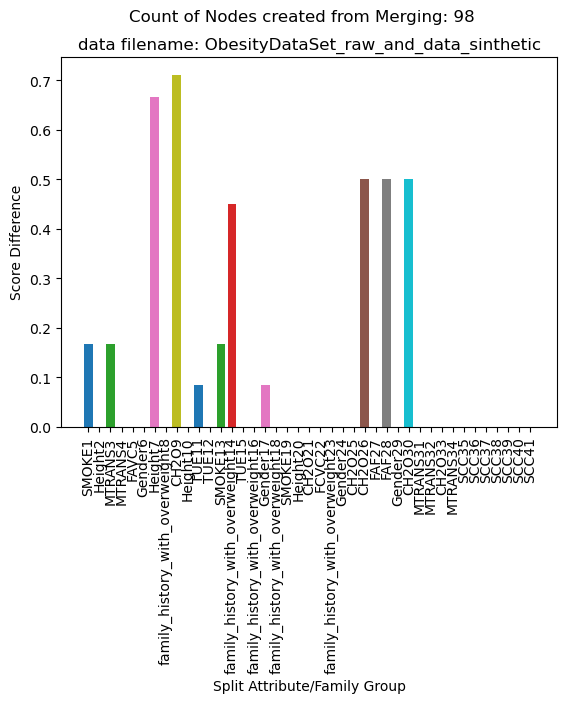 Count of Nodes created from Merging: 98
data filename: ObesityDataSet_raw_and_data_sinthetic
Score Difference
0.7
0.6
0.5
0.4
0.3
0.2
0.1
0.0
SMOKE1
Height2
MTRANS3
MTRANS4
FAVC5
Gender6
Height7
family_history_with_overweight8
CH2O9
Height10
TUE11
TUE12
SMOKE13
family_history_with_overweight14
TUE15
family_history_with_overweight16
Gender17
family_history_with_overweight18
SMOKE19
Height20
CH2O21
FCVC22
family_history_with_overweight23
Gender24
CH2O25
CH2O26
FAF27
FAF28
Gender29
CH2O30
MTRANS31
MTRANS32
CH2O33
MTRANS34
SCC35
SCC36
SCC37
SCC38
SCC39
SCC40
SCC41
Split Attribute/Family Group